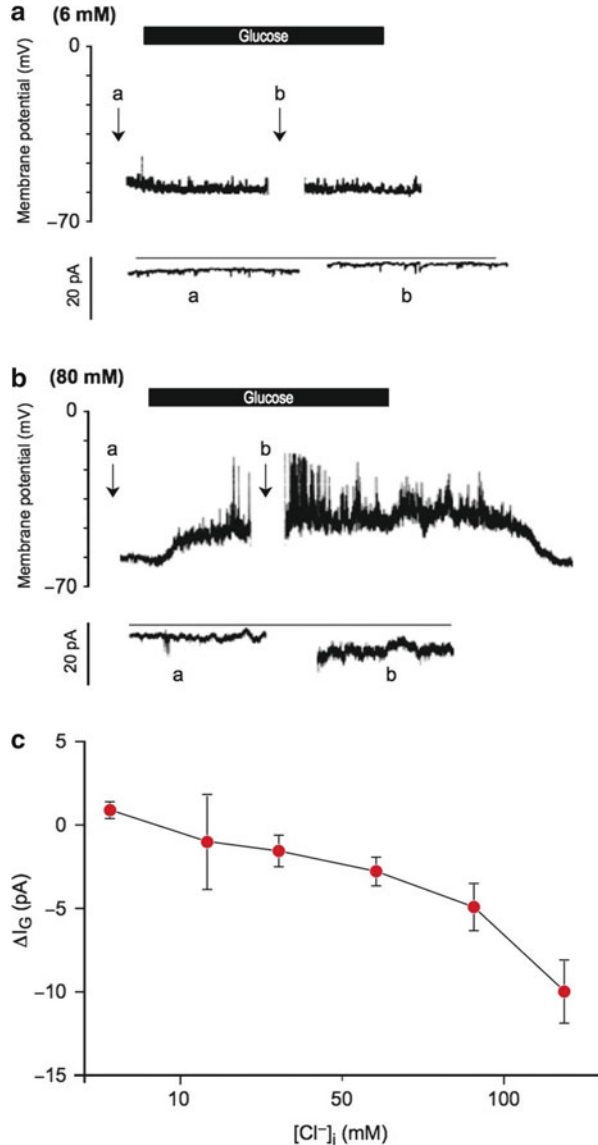 a (6 mM)
Glucose
0
a
b
Membrane potential (mV)
−70
20 pA
a
b
b (80 mM)
Glucose
0
a
b
Membrane potential (mV)
−70
20 pA
a
b
c
5
0
−5
−10
−15
ΔI_G (pA)
10
50
100
[Cl⁻]ᵢ (mM)